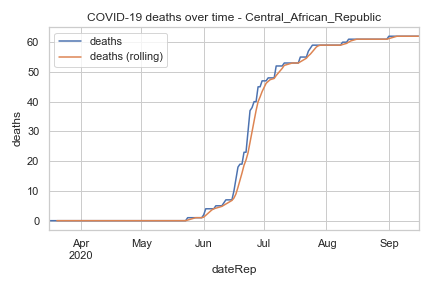 COVID-19 deaths over time - Central_African_Republic
deaths
deaths (rolling)
60
50
40
30
20
10
0
deaths
Apr
2020
May
Jun
Jul
Aug
Sep
dateRep